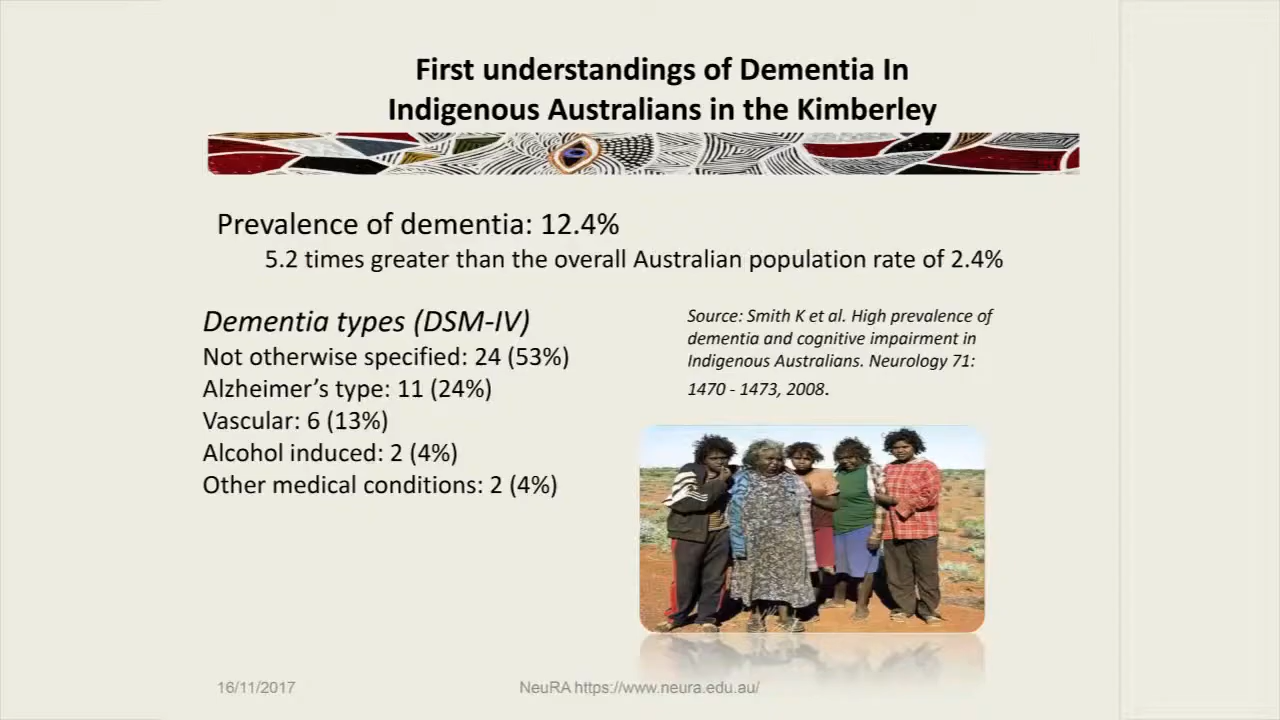 First understandings of Dementia In
Indigenous Australians in the Kimberley
Prevalence of dementia: 12.4%
5.2 times greater than the overall Australian population rate of 2.4%
Dementia types (DSM-IV)
Not otherwise specified: 24 (53%)
Alzheimer’s type: 11 (24%)
Vascular: 6 (13%)
Alcohol induced: 2 (4%)
Other medical conditions: 2 (4%)
Source: Smith K et al. High prevalence of
dementia and cognitive impairment in
Indigenous Australians. Neurology 71:
1470 - 1473, 2008.
16/11/2017
NeuRA https://www.neura.edu.au/